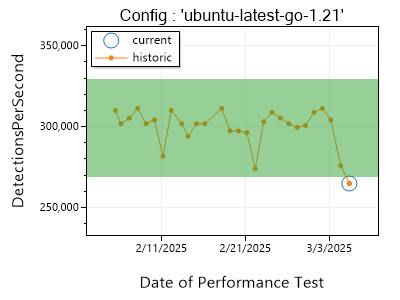 Config : 'ubuntu-latest-go-1.21'
current
historic
DetectionsPerSecond
350,000
300,000
250,000
2/11/2025
2/21/2025
3/3/2025
Date of Performance Test